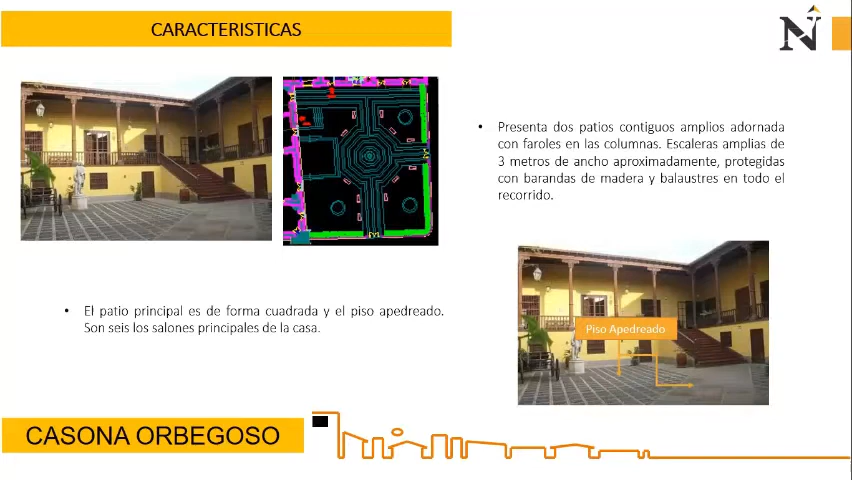 CARACTERISTICAS
N
• Presenta dos patios contiguos amplios adornada
con faroles en las columnas. Escaleras amplias de
3 metros de ancho aproximadamente, protegidas
con barandas de madera y balaustres en todo el
recorrido.
• El patio principal es de forma cuadrada y el piso apedreado.
Son seis los salones principales de la casa.
Piso Apedreado
CASONA ORBEGOSO